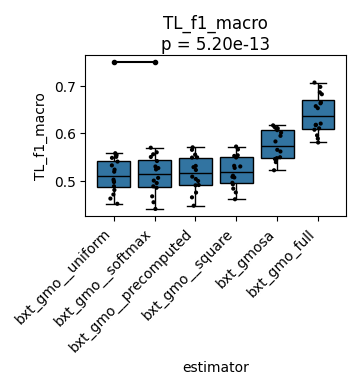 TL_f1_macro
p = 5.20e-13
TL_f1_macro
0.7
0.6
0.5
bxt_gmo__uniform
bxt_gmo__softmax
bxt_gmo__precomputed
bxt_gmo__square
bxt_gmosa
bxt_gmo_full
estimator